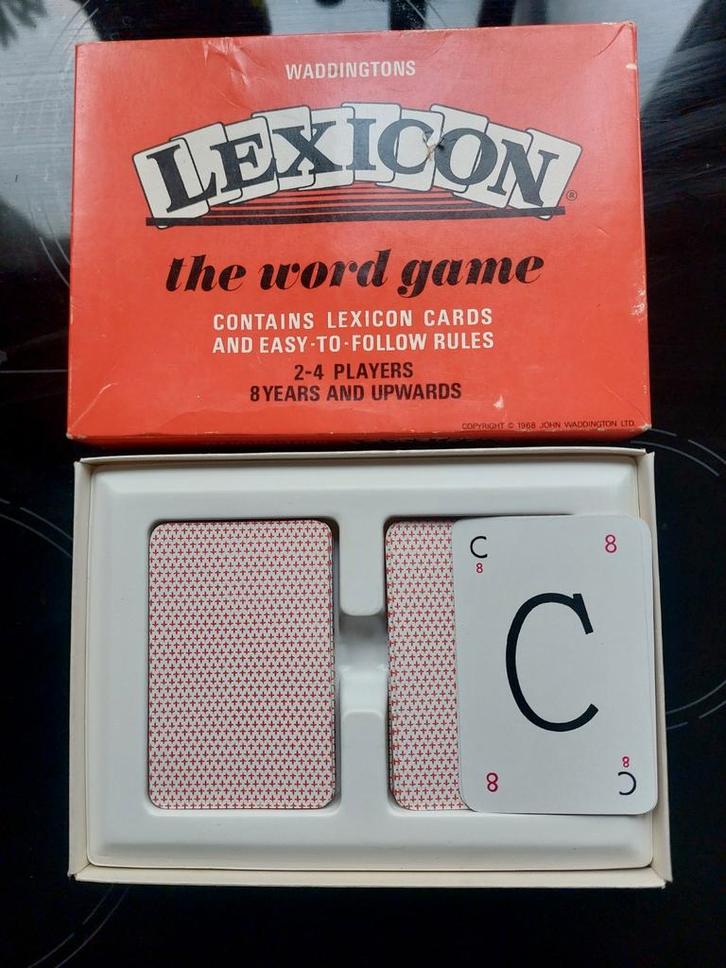 WADDINGTONS
LEXICON®
the word game
CONTAINS LEXICON CARDS
AND EASY-TO-FOLLOW RULES
2-4 PLAYERS
8 YEARS AND UPWARDS
COPYRIGHT © 1968 JOHN WADDINGTON LTD.
C 8
8
C
8
8
C